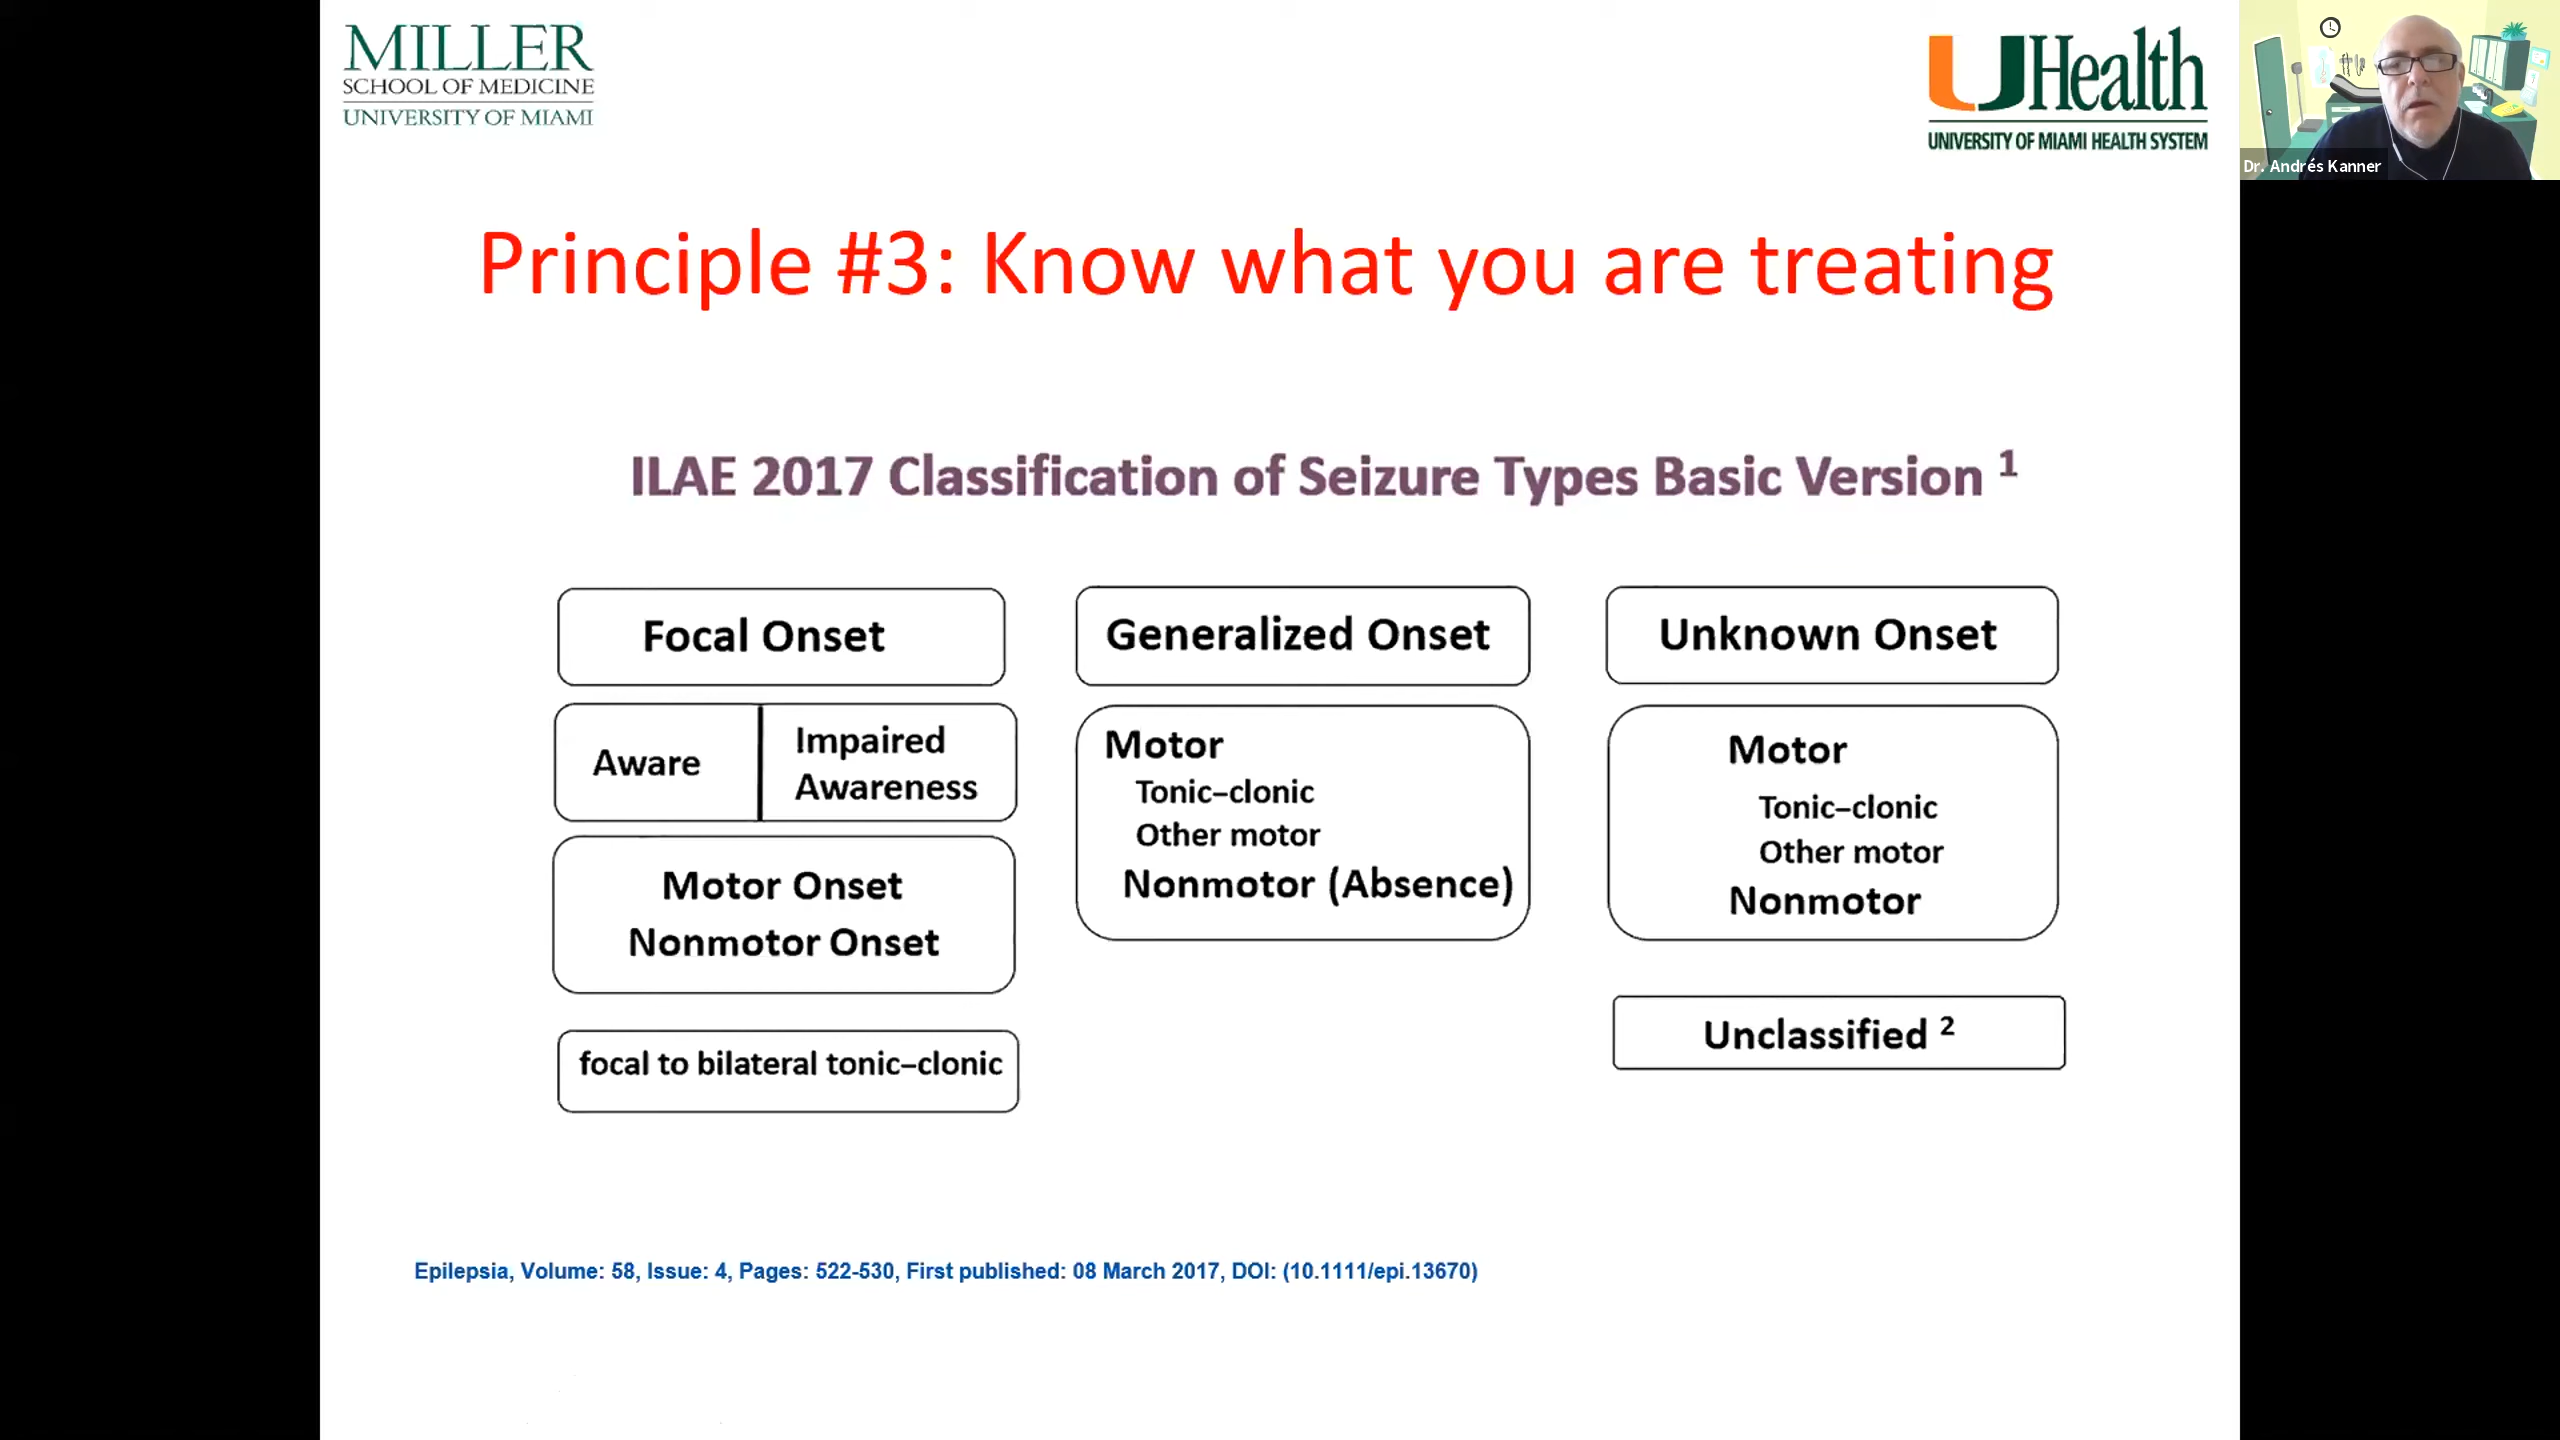 MILLER
SCHOOL OF MEDICINE
UNIVERSITY OF MIAMI
UHealth
UNIVERSITY OF MIAMI HEALTH SYSTEM
Dr. Andrés Kanner
Principle #3: Know what you are treating
ILAE 2017 Classification of Seizure Types Basic Version ¹
Focal Onset
Aware
Impaired
Awareness
Motor Onset
Nonmotor Onset
focal to bilateral tonic–clonic
Generalized Onset
Motor
Tonic–clonic
Other motor
Nonmotor (Absence)
Unknown Onset
Motor
Tonic–clonic
Other motor
Nonmotor
Unclassified ²
Epilepsia, Volume: 58, Issue: 4, Pages: 522-530, First published: 08 March 2017, DOI: (10.1111/epi.13670)